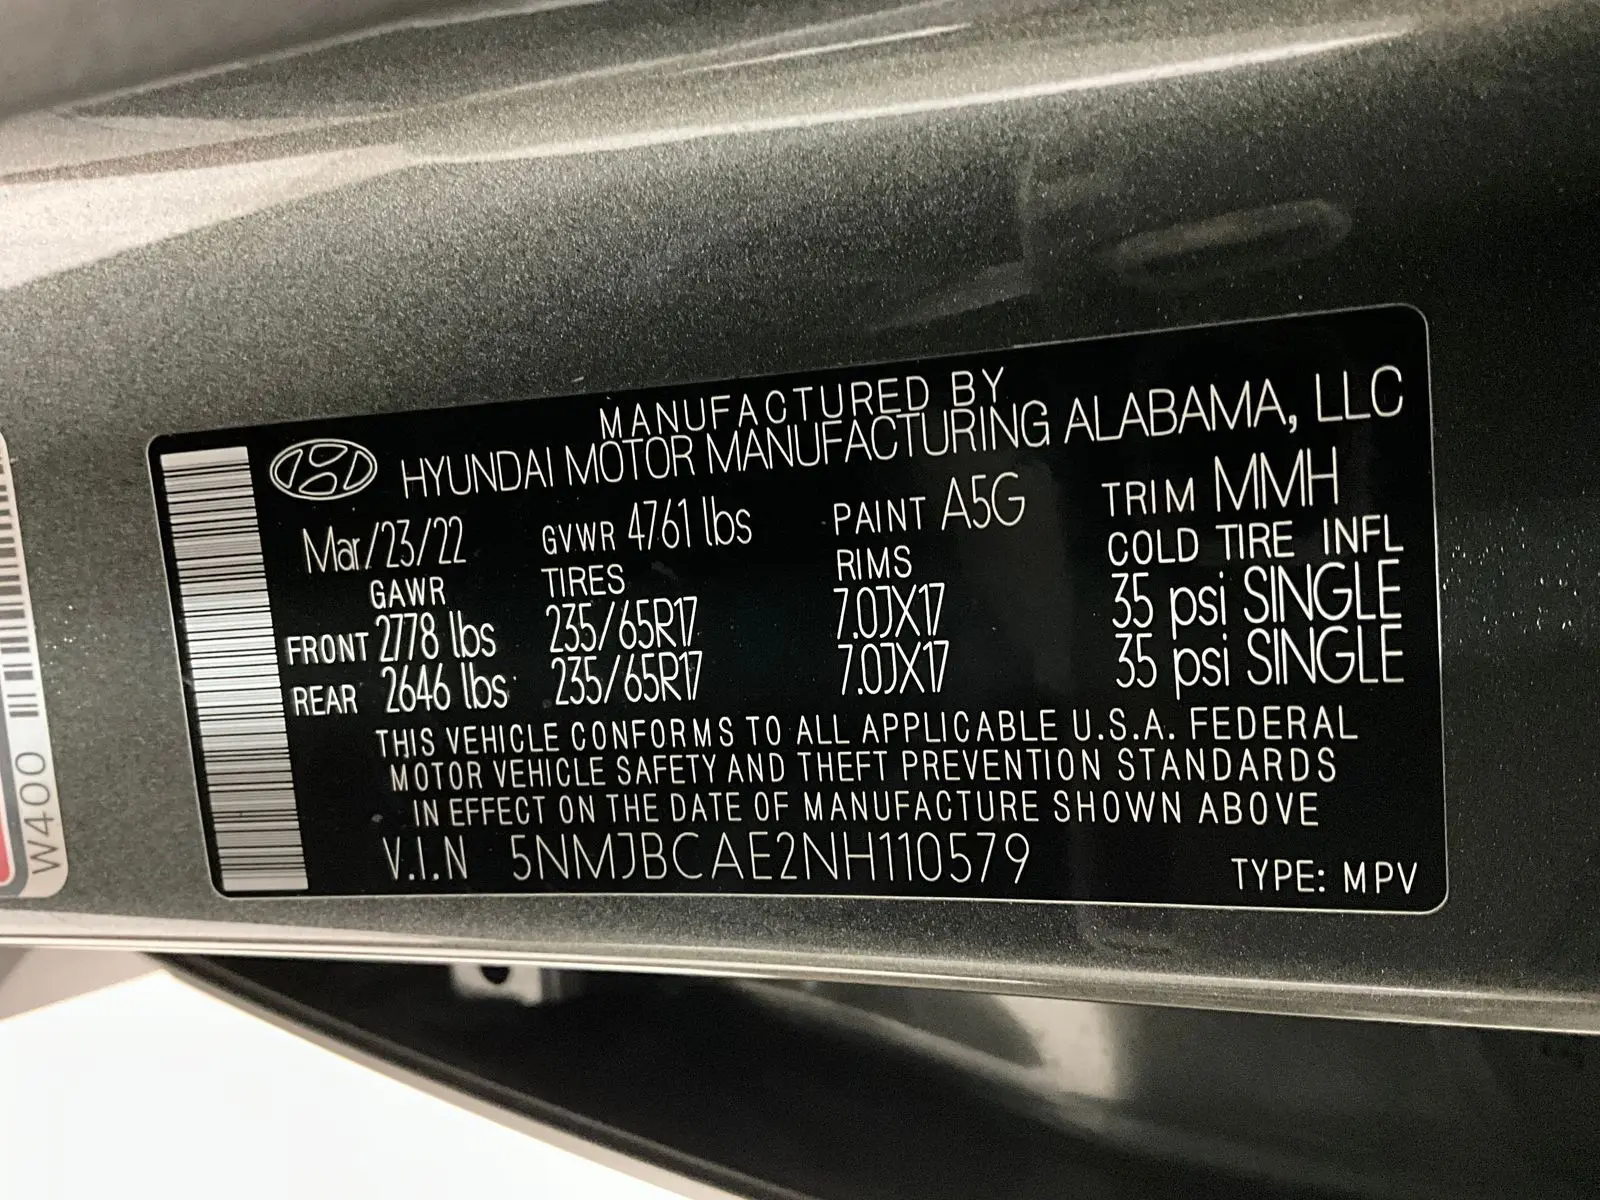 MANUFACTURED BY
HYUNDAI MOTOR MANUFACTURING ALABAMA, LLC
Mar/23/22 GVWR 4761 lbs PAINT A5G TRIM MMH
GAWR TIRES RIMS COLD TIRE INFL
FRONT 2778 lbs 235/65R17 7.0JX17 35 psi SINGLE
REAR 2646 lbs 235/65R17 7.0JX17 35 psi SINGLE
THIS VEHICLE CONFORMS TO ALL APPLICABLE U.S.A. FEDERAL
MOTOR VEHICLE SAFETY AND THEFT PREVENTION STANDARDS
IN EFFECT ON THE DATE OF MANUFACTURE SHOWN ABOVE
V.I.N 5NMJBCAE2NH110579 TYPE: MPV
W400